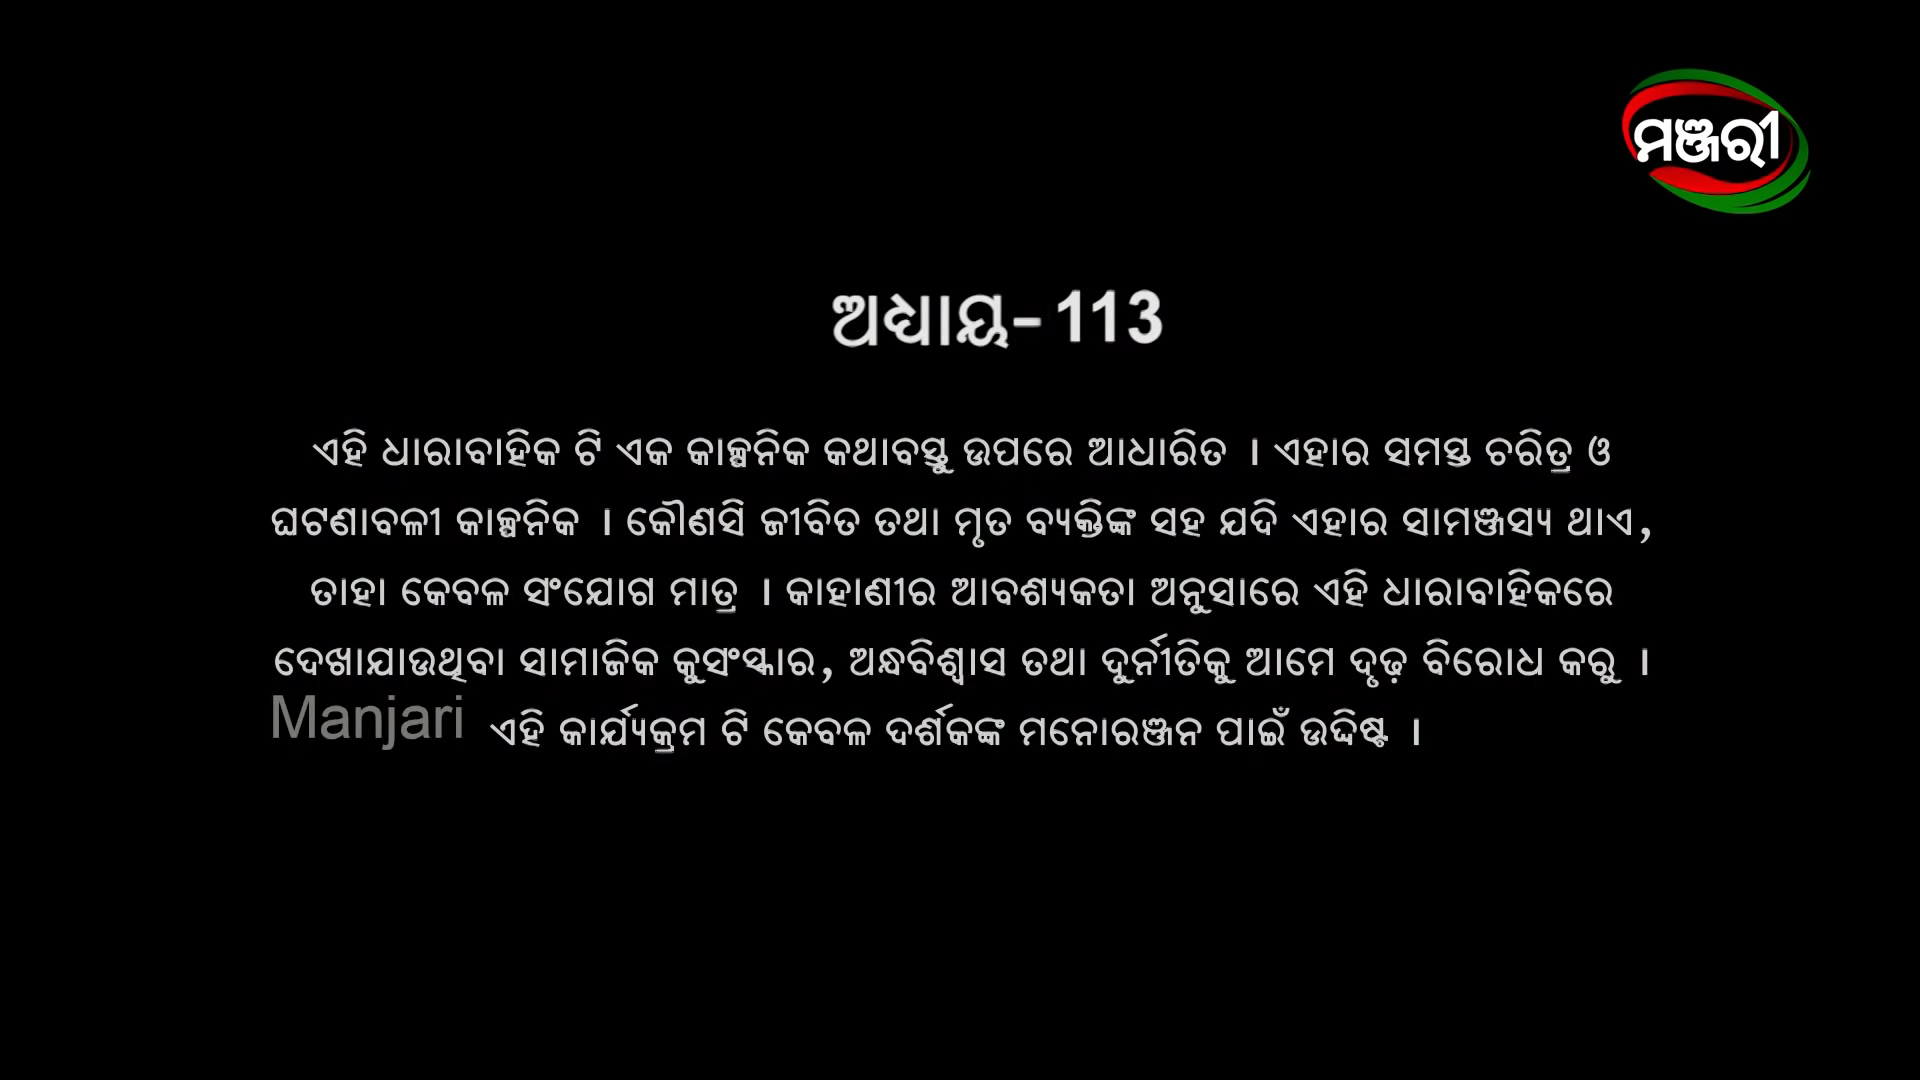 ମଞ୍ଜରୀ
ଅଧ୍ୟାୟ-113
ଏହି ଧାରାବାହିକ ଟି ଏକ କାଳ୍ପନିକ କଥାବସ୍ତୁ ଉପରେ ଆଧାରିତ । ଏହାର ସମସ୍ତ ଚରିତ୍ର ଓ
ଘଟଣାବଳୀ କାଳ୍ପନିକ । କୌଣସି ଜୀବିତ ତଥା ମୃତ ବ୍ୟକ୍ତିଙ୍କ ସହ ଯଦି ଏହାର ସାମଞ୍ଜସ୍ୟ ଥାଏ,
ତାହା କେବଳ ସଂଯୋଗ ମାତ୍ର । କାହାଣୀର ଆବଶ୍ୟକତା ଅନୁସାରେ ଏହି ଧାରାବାହିକରେ
ଦେଖାଯାଉଥିବା ସାମାଜିକ କୁସଂସ୍କାର, ଅନ୍ଧବିଶ୍ୱାସ ତଥା ଦୁର୍ନୀତିକୁ ଆମେ ଦୃଢ଼ ବିରୋଧ କରୁ ।
Manjari ଏହି କାର୍ଯ୍ୟକ୍ରମ ଟି କେବଳ ଦର୍ଶକଙ୍କ ମନୋରଞ୍ଜନ ପାଇଁ ଉଦ୍ଦିଷ୍ଟ ।